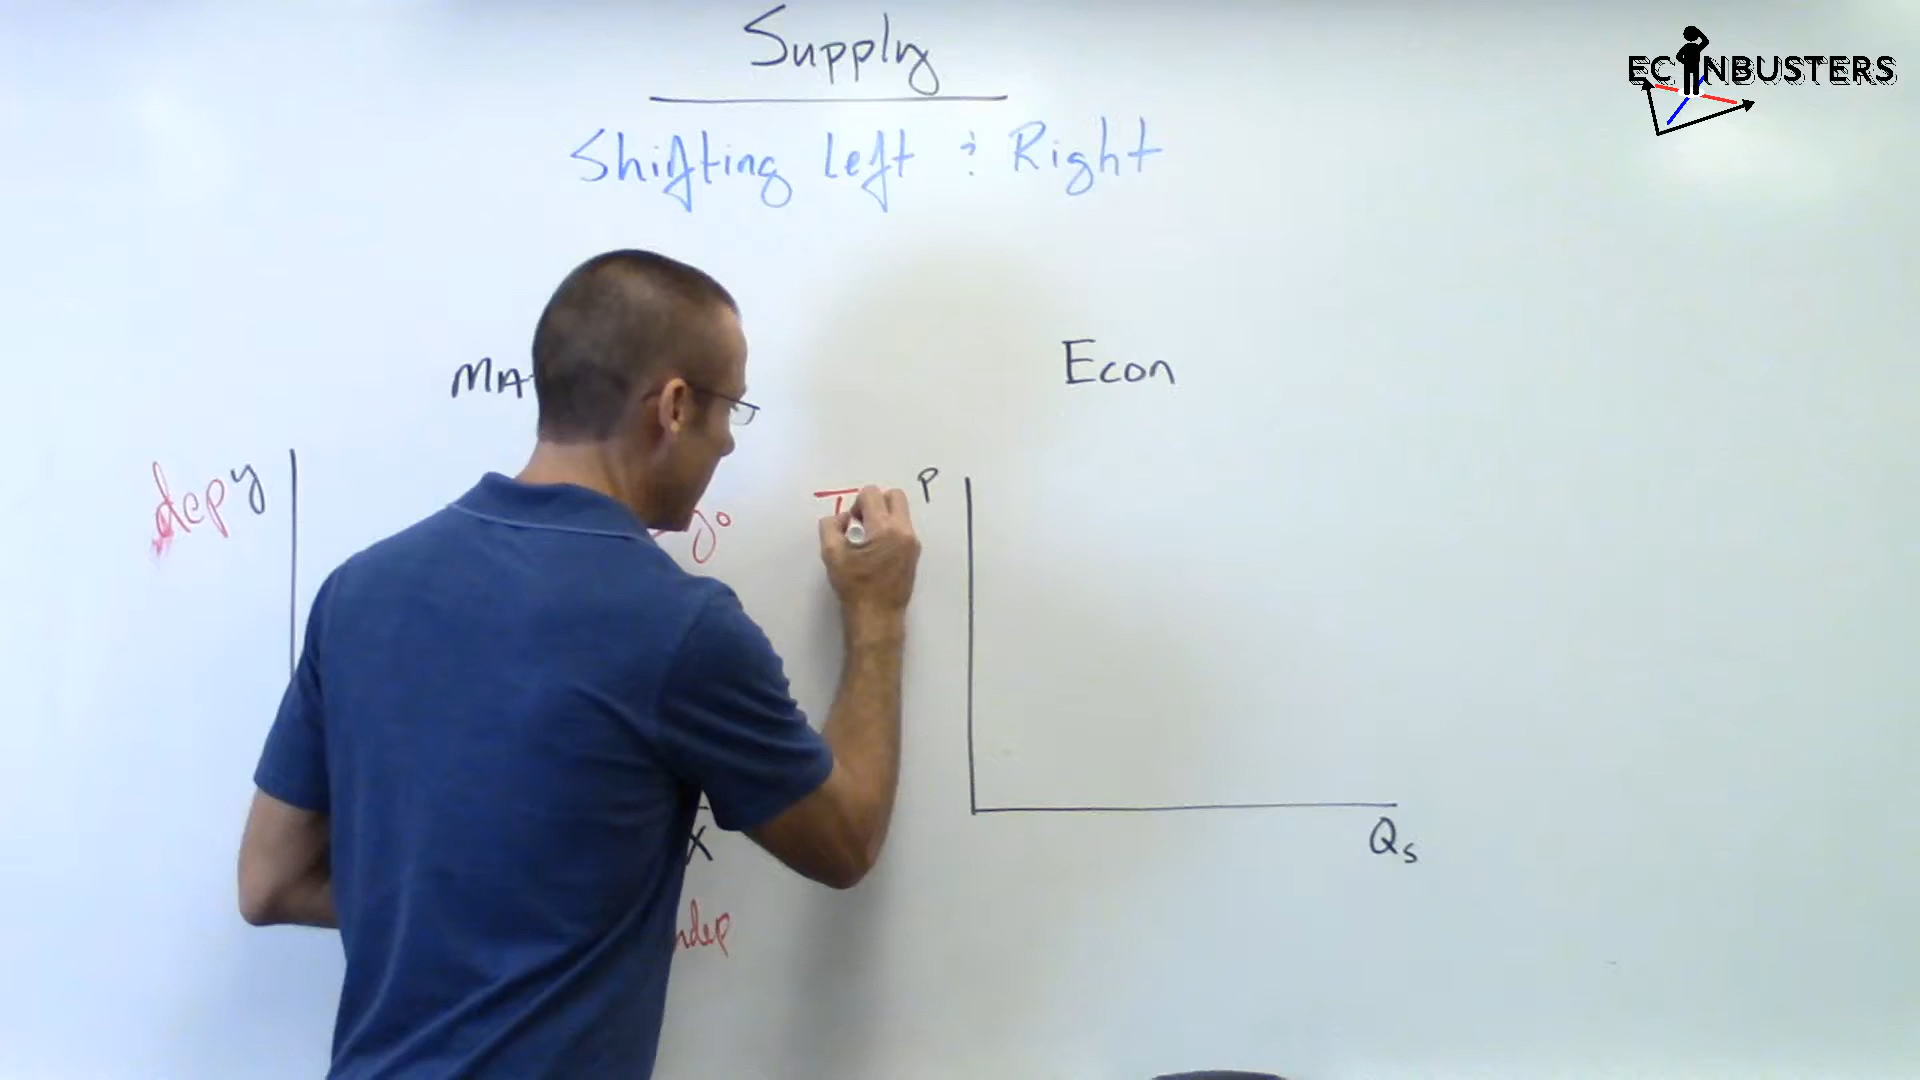 Supply
Shifting Left & Right
ECONBUSTERS
MA
Econ
dep y
P
x
Qs
ndep